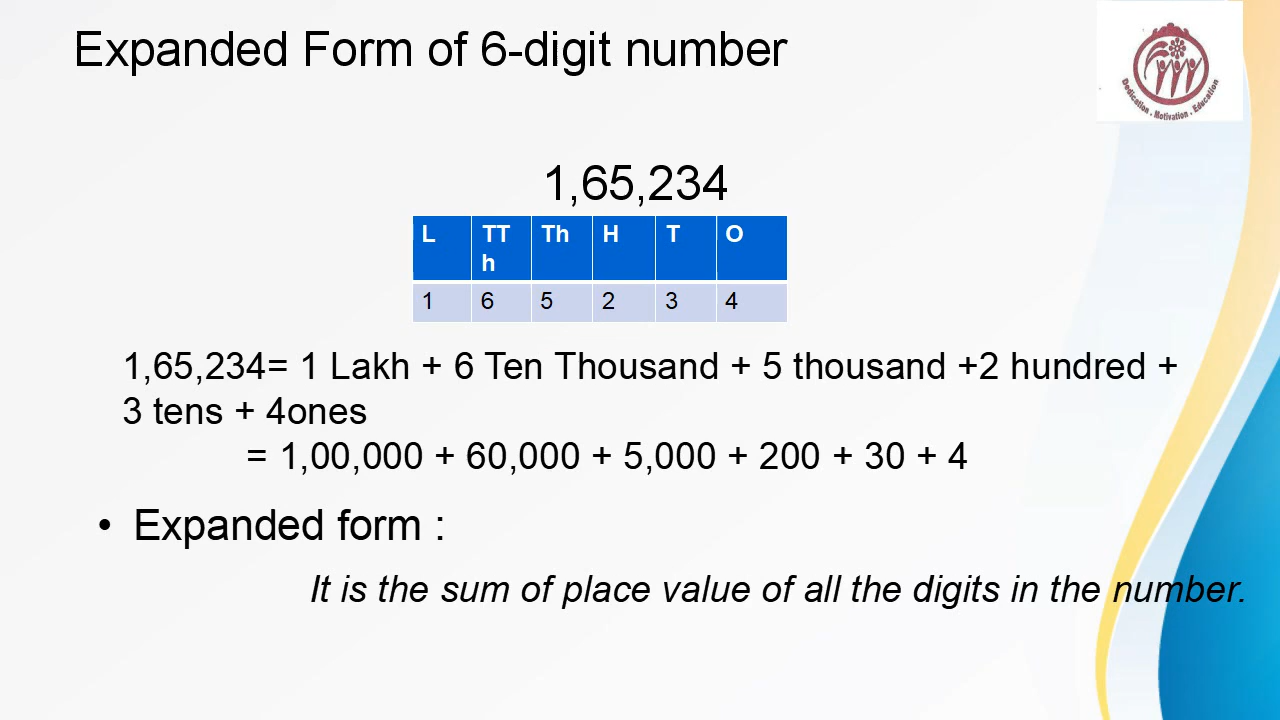 Expanded Form of 6-digit number
Dedication . Motivation . Education
1,65,234
L TT Th H T O
h
1 6 5 2 3 4
1,65,234= 1 Lakh + 6 Ten Thousand + 5 thousand +2 hundred +
3 tens + 4ones
= 1,00,000 + 60,000 + 5,000 + 200 + 30 + 4
• Expanded form :
It is the sum of place value of all the digits in the number.